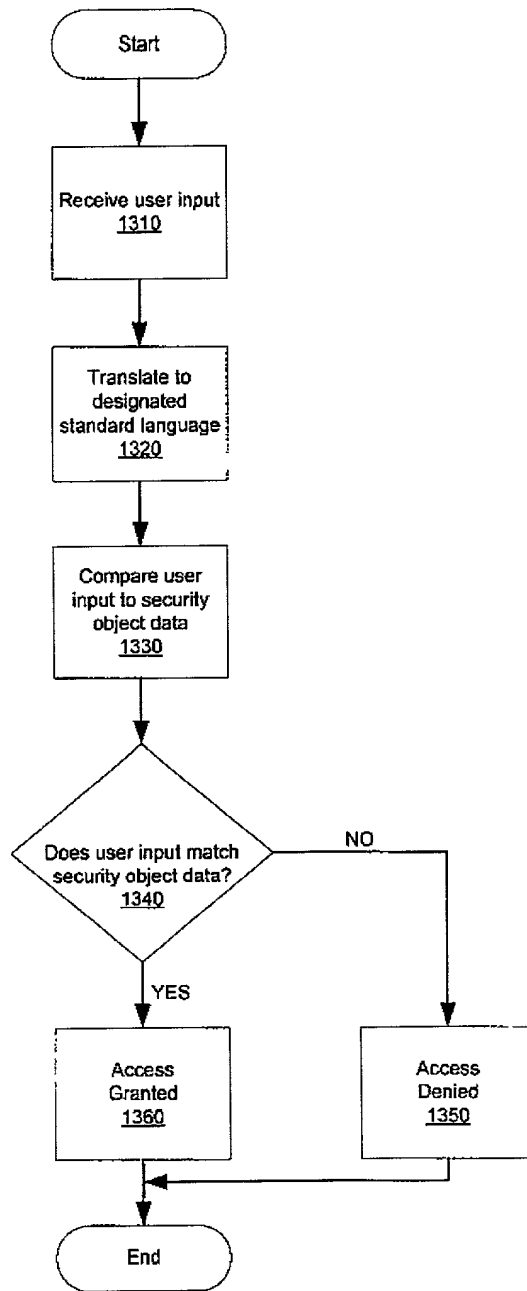 Start
Receive user input
1310
Translate to
designated
standard language
1320
Compare user
input to security
object data
1330
Does user input match
security object data?
1340
NO
YES
Access
Granted
1360
Access
Denied
1350
End